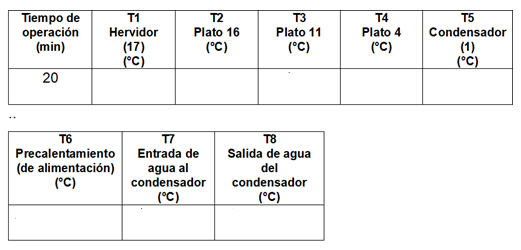 Tiempo de operación (min) T1 Hervidor (17) (°C) T2 Plato 16 (°C) T3 Plato 11 (°C) T4 Plato 4 (°C) T5 Condensador (1) (°C)
20
..
T6 Precalentamiento (de alimentación) (°C) T7 Entrada de agua al condensador (°C) T8 Salida de agua del condensador (°C)